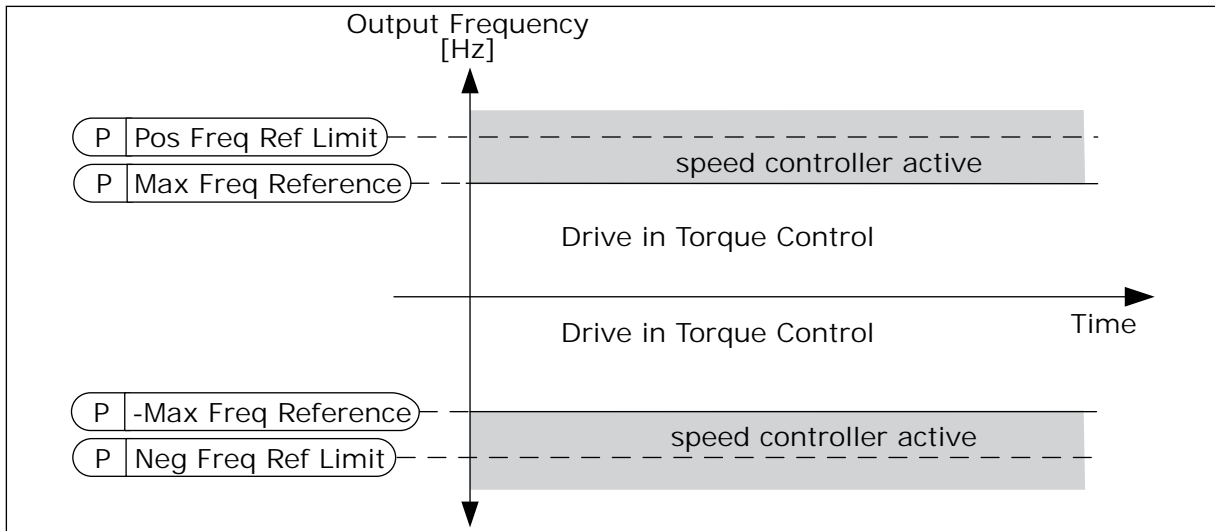 Output Frequency
[Hz]
P Pos Freq Ref Limit
speed controller active
P Max Freq Reference
Drive in Torque Control
Time
Drive in Torque Control
P -Max Freq Reference
speed controller active
P Neg Freq Ref Limit